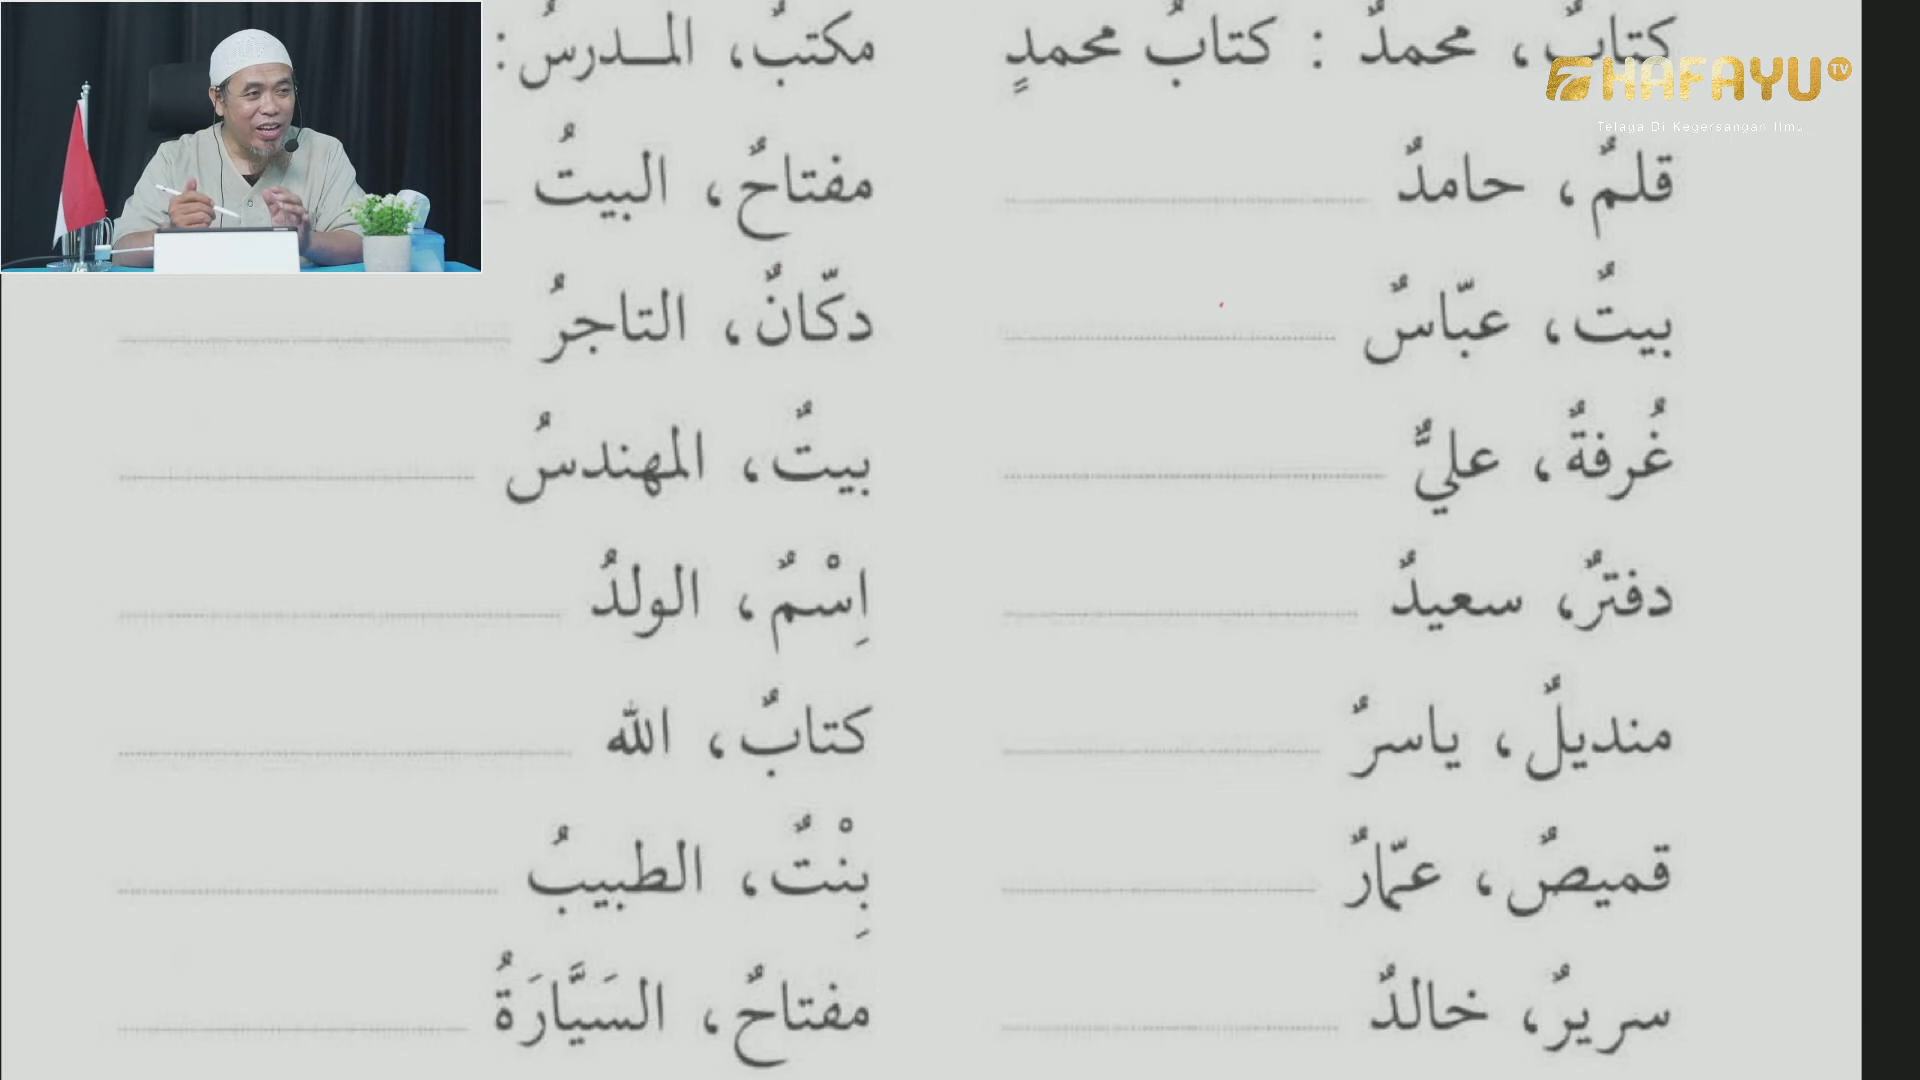 كتابٌ، محمدٌ : كتابُ محمدٍ
مكتبٌ، المـدرسُ :
SHAFAYU TV
Telaga Di Kegersangan Ilmu
قلمٌ، حامدٌ
مفتاحٌ، البيتُ
بيتٌ، عبّاسٌ
دكّانٌ، التاجرُ
غُرفةٌ، عليٌّ
بيتٌ، المهندسُ
دفترٌ، سعيدٌ
اِسْمٌ، الولدُ
منديلٌ، ياسرٌ
كتابٌ، الله
قميصٌ، عمّارٌ
بِنْتٌ، الطبيبُ
سريرٌ، خالدٌ
مفتاحٌ، السَيَّارَةُ